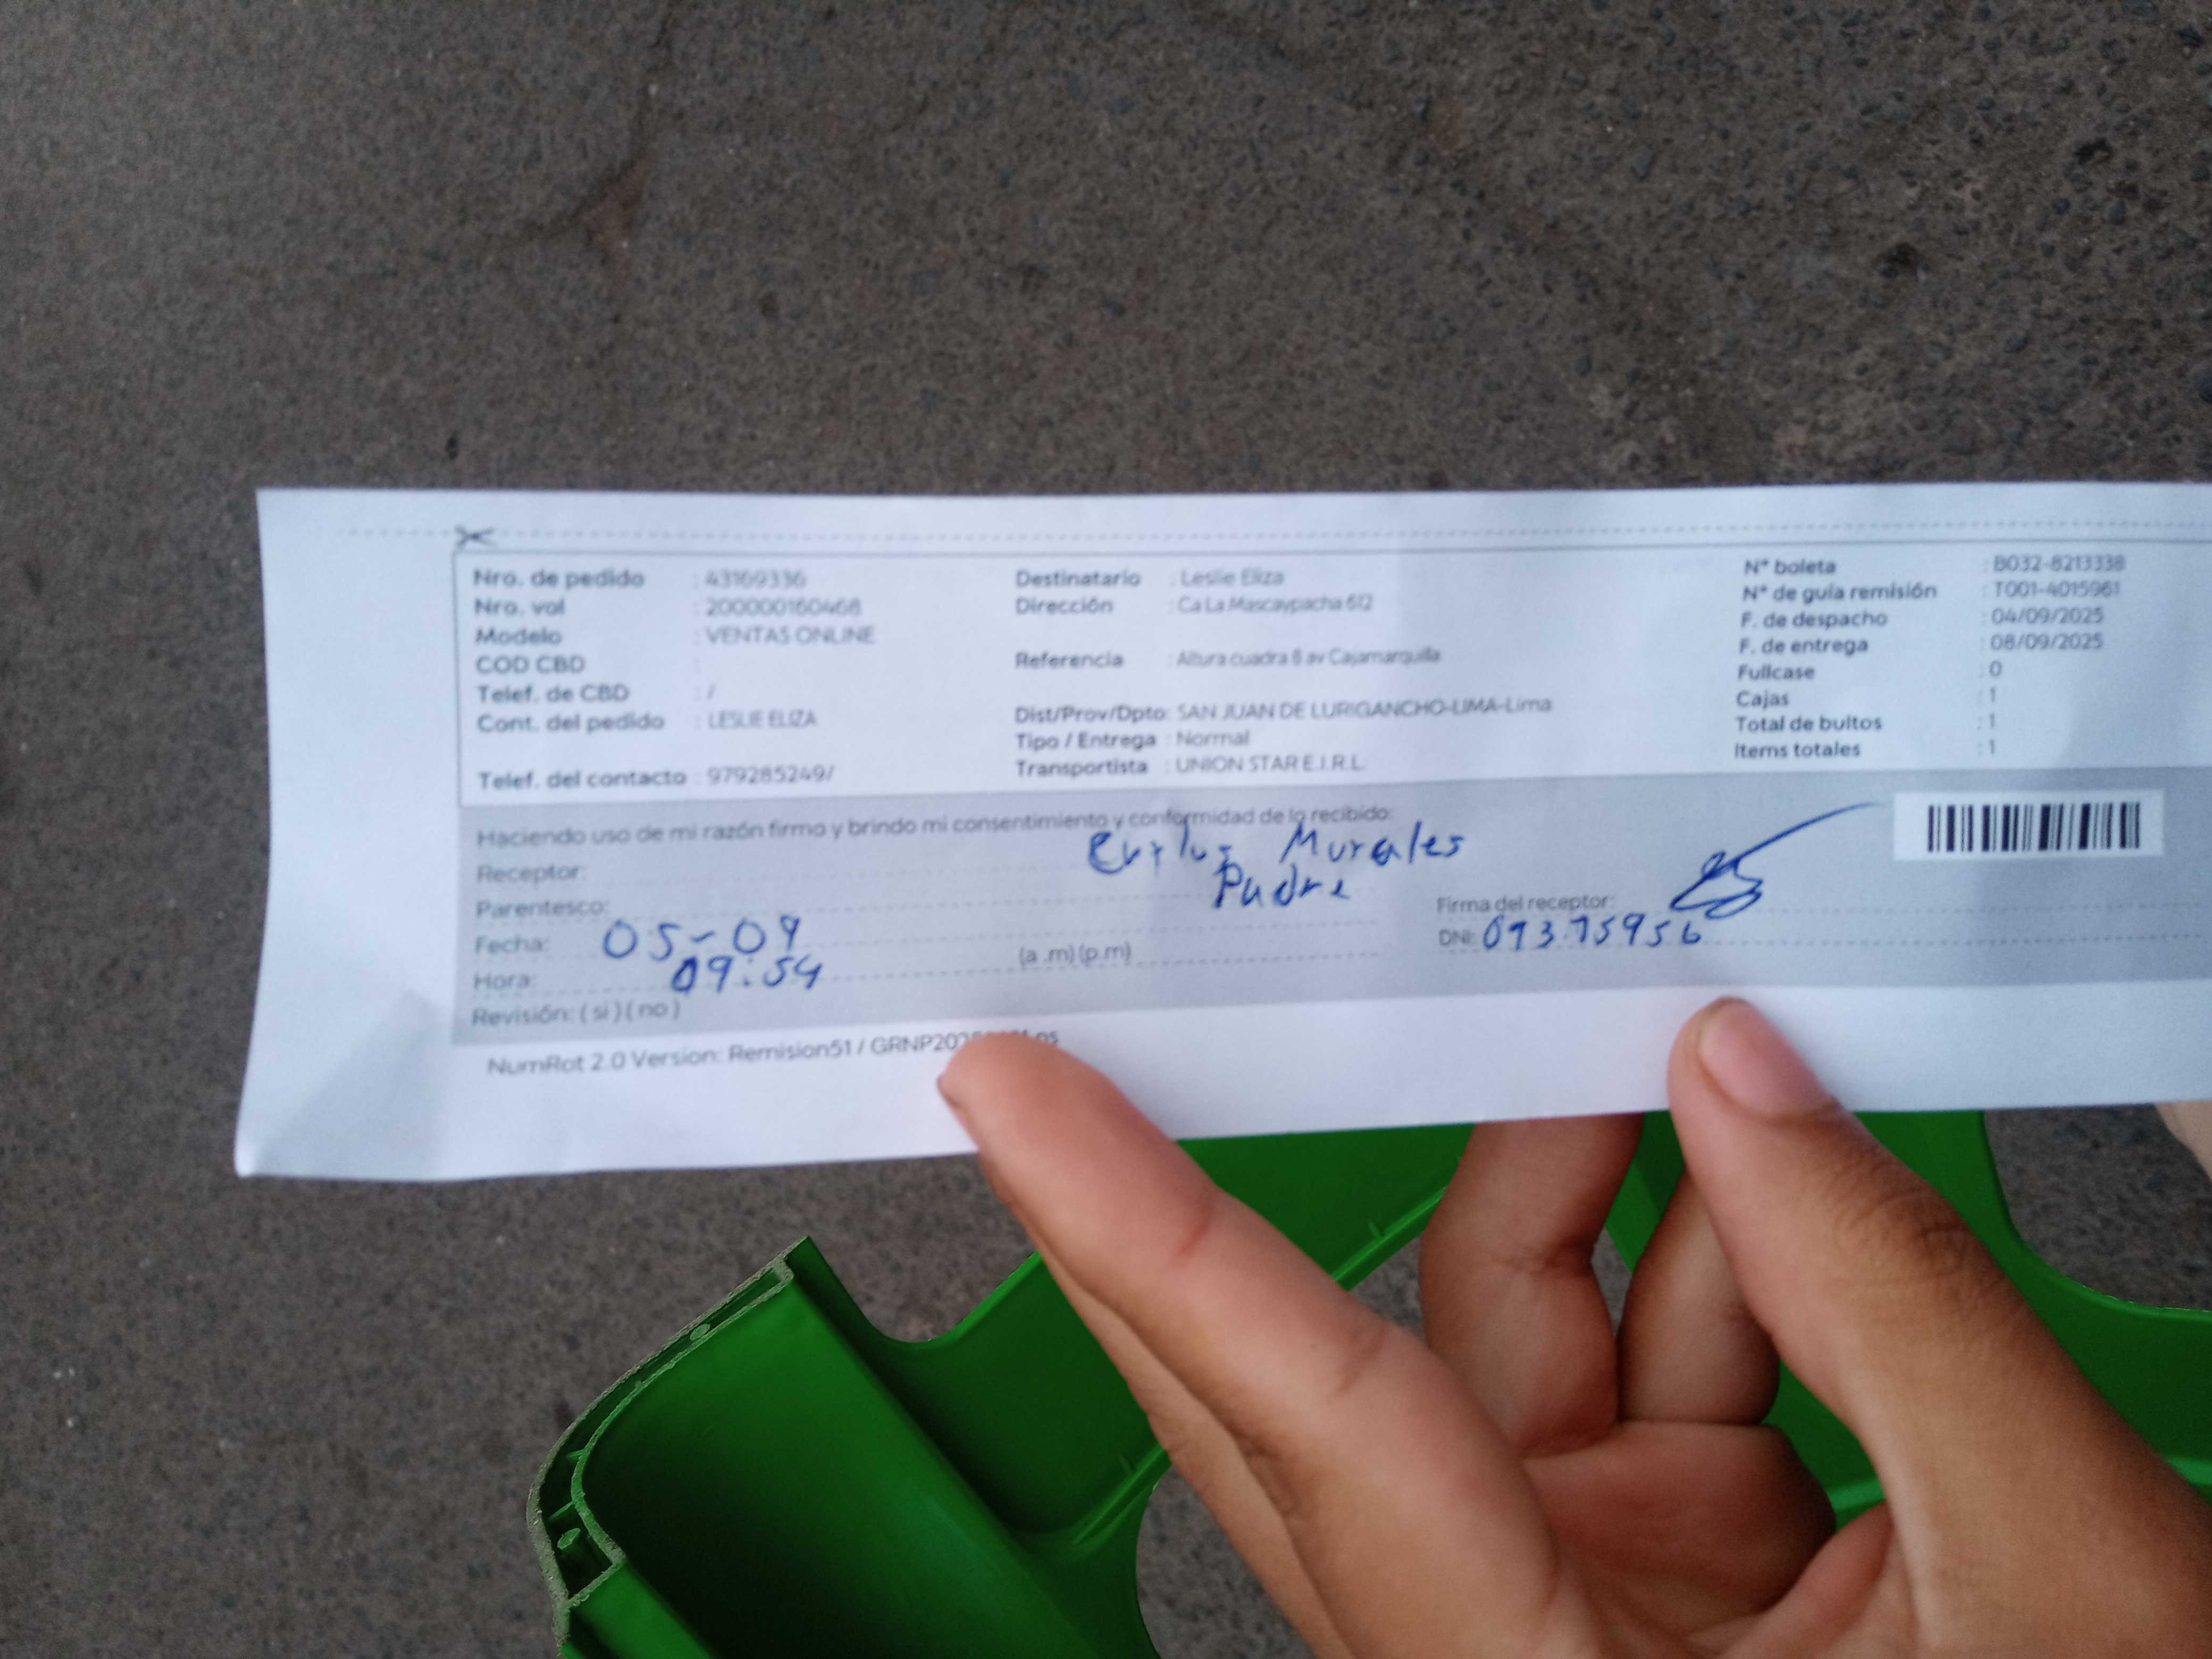 Nro. de pedido : 43169336
Nro. val : 200000160468
Modelo : VENTAS ONLINE
COD CBD :
Telef. de CBD : /
Cont. del pedido : LESLIE ELIZA
Telef. del contacto : 979285249/
Destinatario : Leslie Eliza
Dirección : Ca La Mascaypacha 612
Referencia : Altura cuadra 8 av Cajamarquilla
Dist/Prov/Dpto: SAN JUAN DE LURIGANCHO-LIMA-Lima
Tipo / Entrega : Normal
Transportista : UNION STAR E.I.R.L.
N° boleta : B032-8213338
N° de guía remisión : T001-4015961
F. de despacho : 04/09/2025
F. de entrega : 08/09/2025
Fullcase : 0
Cajas : 1
Total de bultos : 1
Items totales : 1
Haciendo uso de mi razón firmo y brindo mi consentimiento y conformidad de lo recibido:
Receptor: Murales
Parentesco: Padre
Fecha: 05-09
Hora: 09:54 (a .m) (p.m)
Revisión: ( si ) ( no )
Firma del receptor:
DNI:
NumRot 2.0 Version: Remision51 /